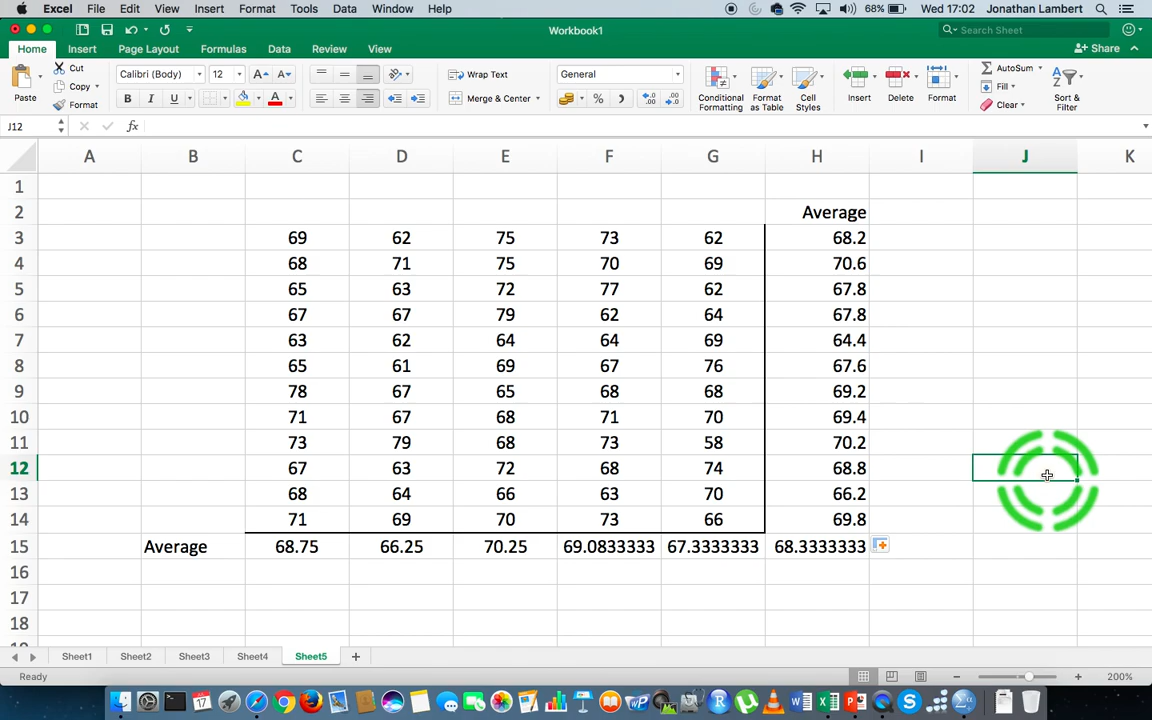 Excel File Edit View Insert Format Tools Data Window Help 68% Wed 17:02 Jonathan Lambert
Workbook1 Search Sheet
Home Insert Page Layout Formulas Data Review View Share
Paste Cut Copy Format
Calibri (Body) 12 A A
B I U A
Wrap Text
Merge & Center
General
%
Conditional Formatting
Format as Table
Cell Styles
Insert Delete Format
AutoSum
Fill
Clear
Sort & Filter
J12 fx
A B C D E F G H I J K
1
2 Average
3 69 62 75 73 62 68.2
4 68 71 75 70 69 70.6
5 65 63 72 77 62 67.8
6 67 67 79 62 64 67.8
7 63 62 64 64 69 64.4
8 65 61 69 67 76 67.6
9 78 67 65 68 68 69.2
10 71 67 68 71 70 69.4
11 73 79 68 73 58 70.2
12 67 63 72 68 74 68.8
13 68 64 66 63 70 66.2
14 71 69 70 73 66 69.8
15 Average 68.75 66.25 70.25 69.0833333 67.3333333 68.3333333
16
17
18
Sheet1 Sheet2 Sheet3 Sheet4 Sheet5
Ready 200%